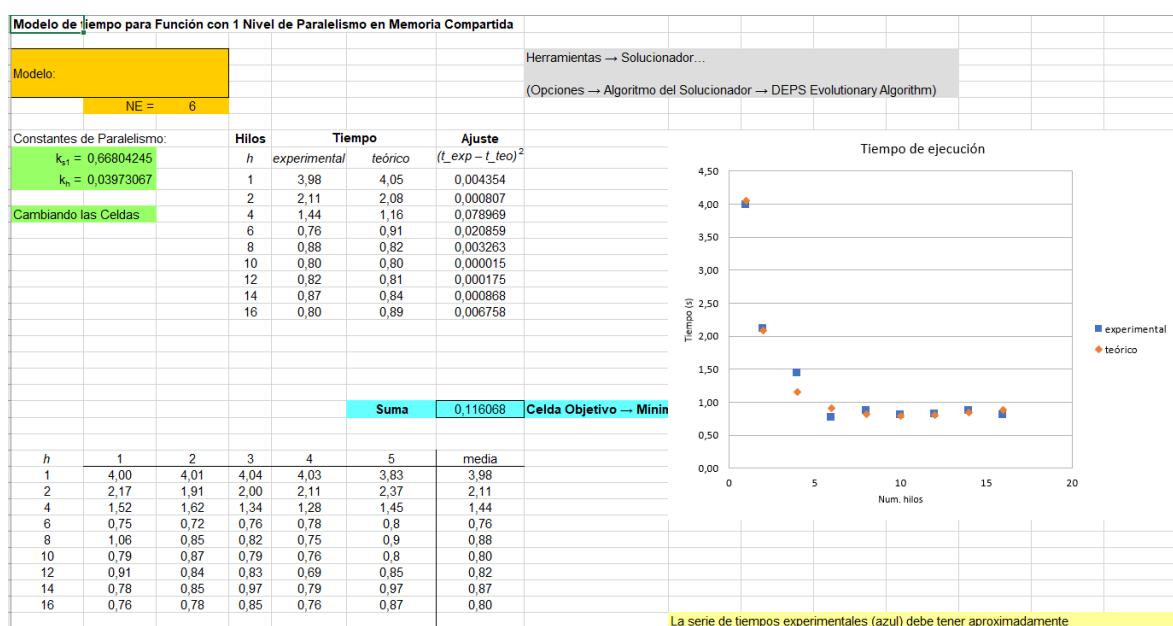 Modelo de tiempo para Función con 1 Nivel de Paralelismo en Memoria Compartida
Herramientas → Solucionador…
Modelo:
(Opciones → Algoritmo del Solucionador → DEPS Evolutionary Algorithm)
NE = 6
Constantes de Paralelismo: Hilos Tiempo Ajuste
ks1 = 0,66804245 h experimental teórico (t_exp – t_teo)2
kh = 0,03973067 1 3,98 4,05 0,004354
2 2,11 2,08 0,000807
Cambiando las Celdas 4 1,44 1,16 0,078969
6 0,76 0,91 0,020859
8 0,88 0,82 0,003263
10 0,80 0,80 0,000015
12 0,82 0,81 0,000175
14 0,87 0,84 0,000868
16 0,80 0,89 0,006758
Suma 0,116068 Celda Objetivo → Minin
h 1 2 3 4 5 media
1 4,00 4,01 4,04 4,03 3,83 3,98
2 2,17 1,91 2,00 2,11 2,37 2,11
4 1,52 1,62 1,34 1,28 1,45 1,44
6 0,75 0,72 0,76 0,78 0,8 0,76
8 1,06 0,85 0,82 0,75 0,9 0,88
10 0,79 0,87 0,79 0,76 0,8 0,80
12 0,91 0,84 0,83 0,69 0,85 0,82
14 0,78 0,85 0,97 0,79 0,97 0,87
16 0,76 0,78 0,85 0,76 0,87 0,80
Tiempo de ejecución
4,50
4,00
3,50
3,00
2,50
2,00
1,50
1,00
0,50
0,00
Tiempo (s)
0 5 10 15 20
Num. hilos
experimental
teórico
La serie de tiempos experimentales (azul) debe tener aproximadamente